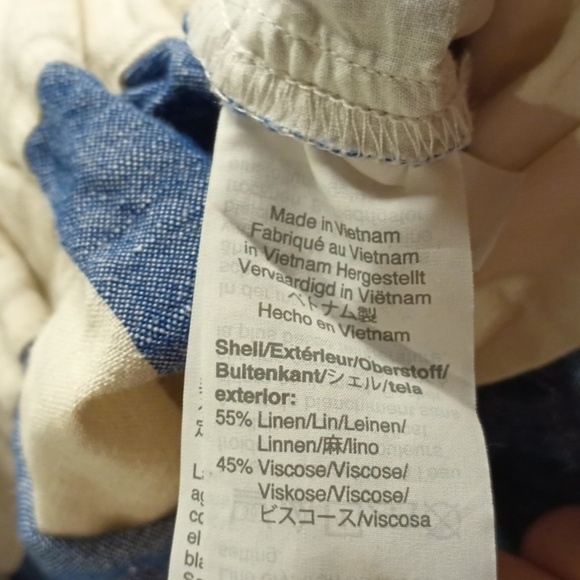 Made in Vietnam
Fabriqué au Vietnam
in Vietnam Hergestellt
Vervaardigd in Viëtnam
ベトナム製
Hecho en Vietnam
Shell/Extérieur/Oberstoff/
Buitenkant/シェル/tela
exterior:
55% Linen/Lin/Leinen/
Linnen/麻/lino
45% Viscose/Viscose/
Viskose/Viscose/
ビスコース/viscosa